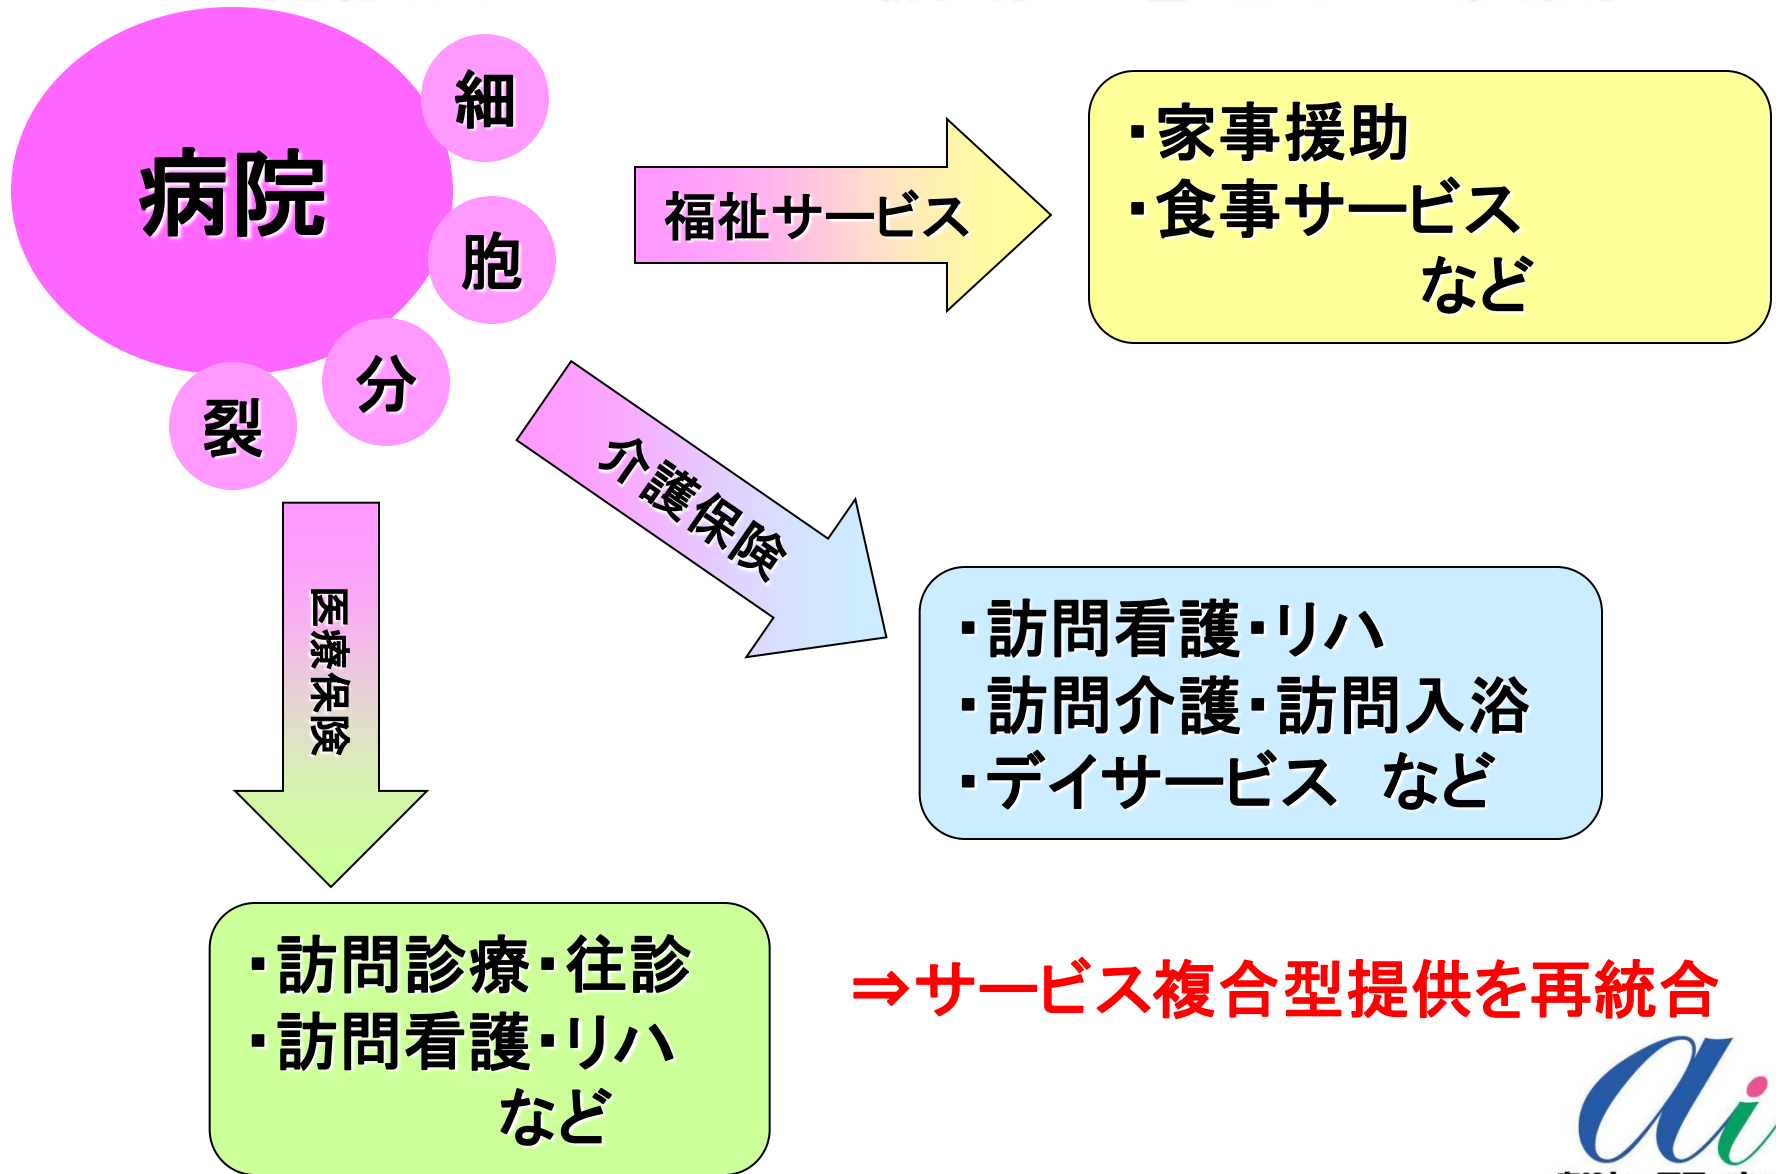 病院
細
胞
分
裂
福祉サービス
・家事援助
・食事サービス
など
介護保険
・訪問看護・リハ
・訪問介護・訪問入浴
・デイサービス など
医療保険
・訪問診療・往診
・訪問看護・リハ
など
⇒サービス複合型提供を再統合
ai